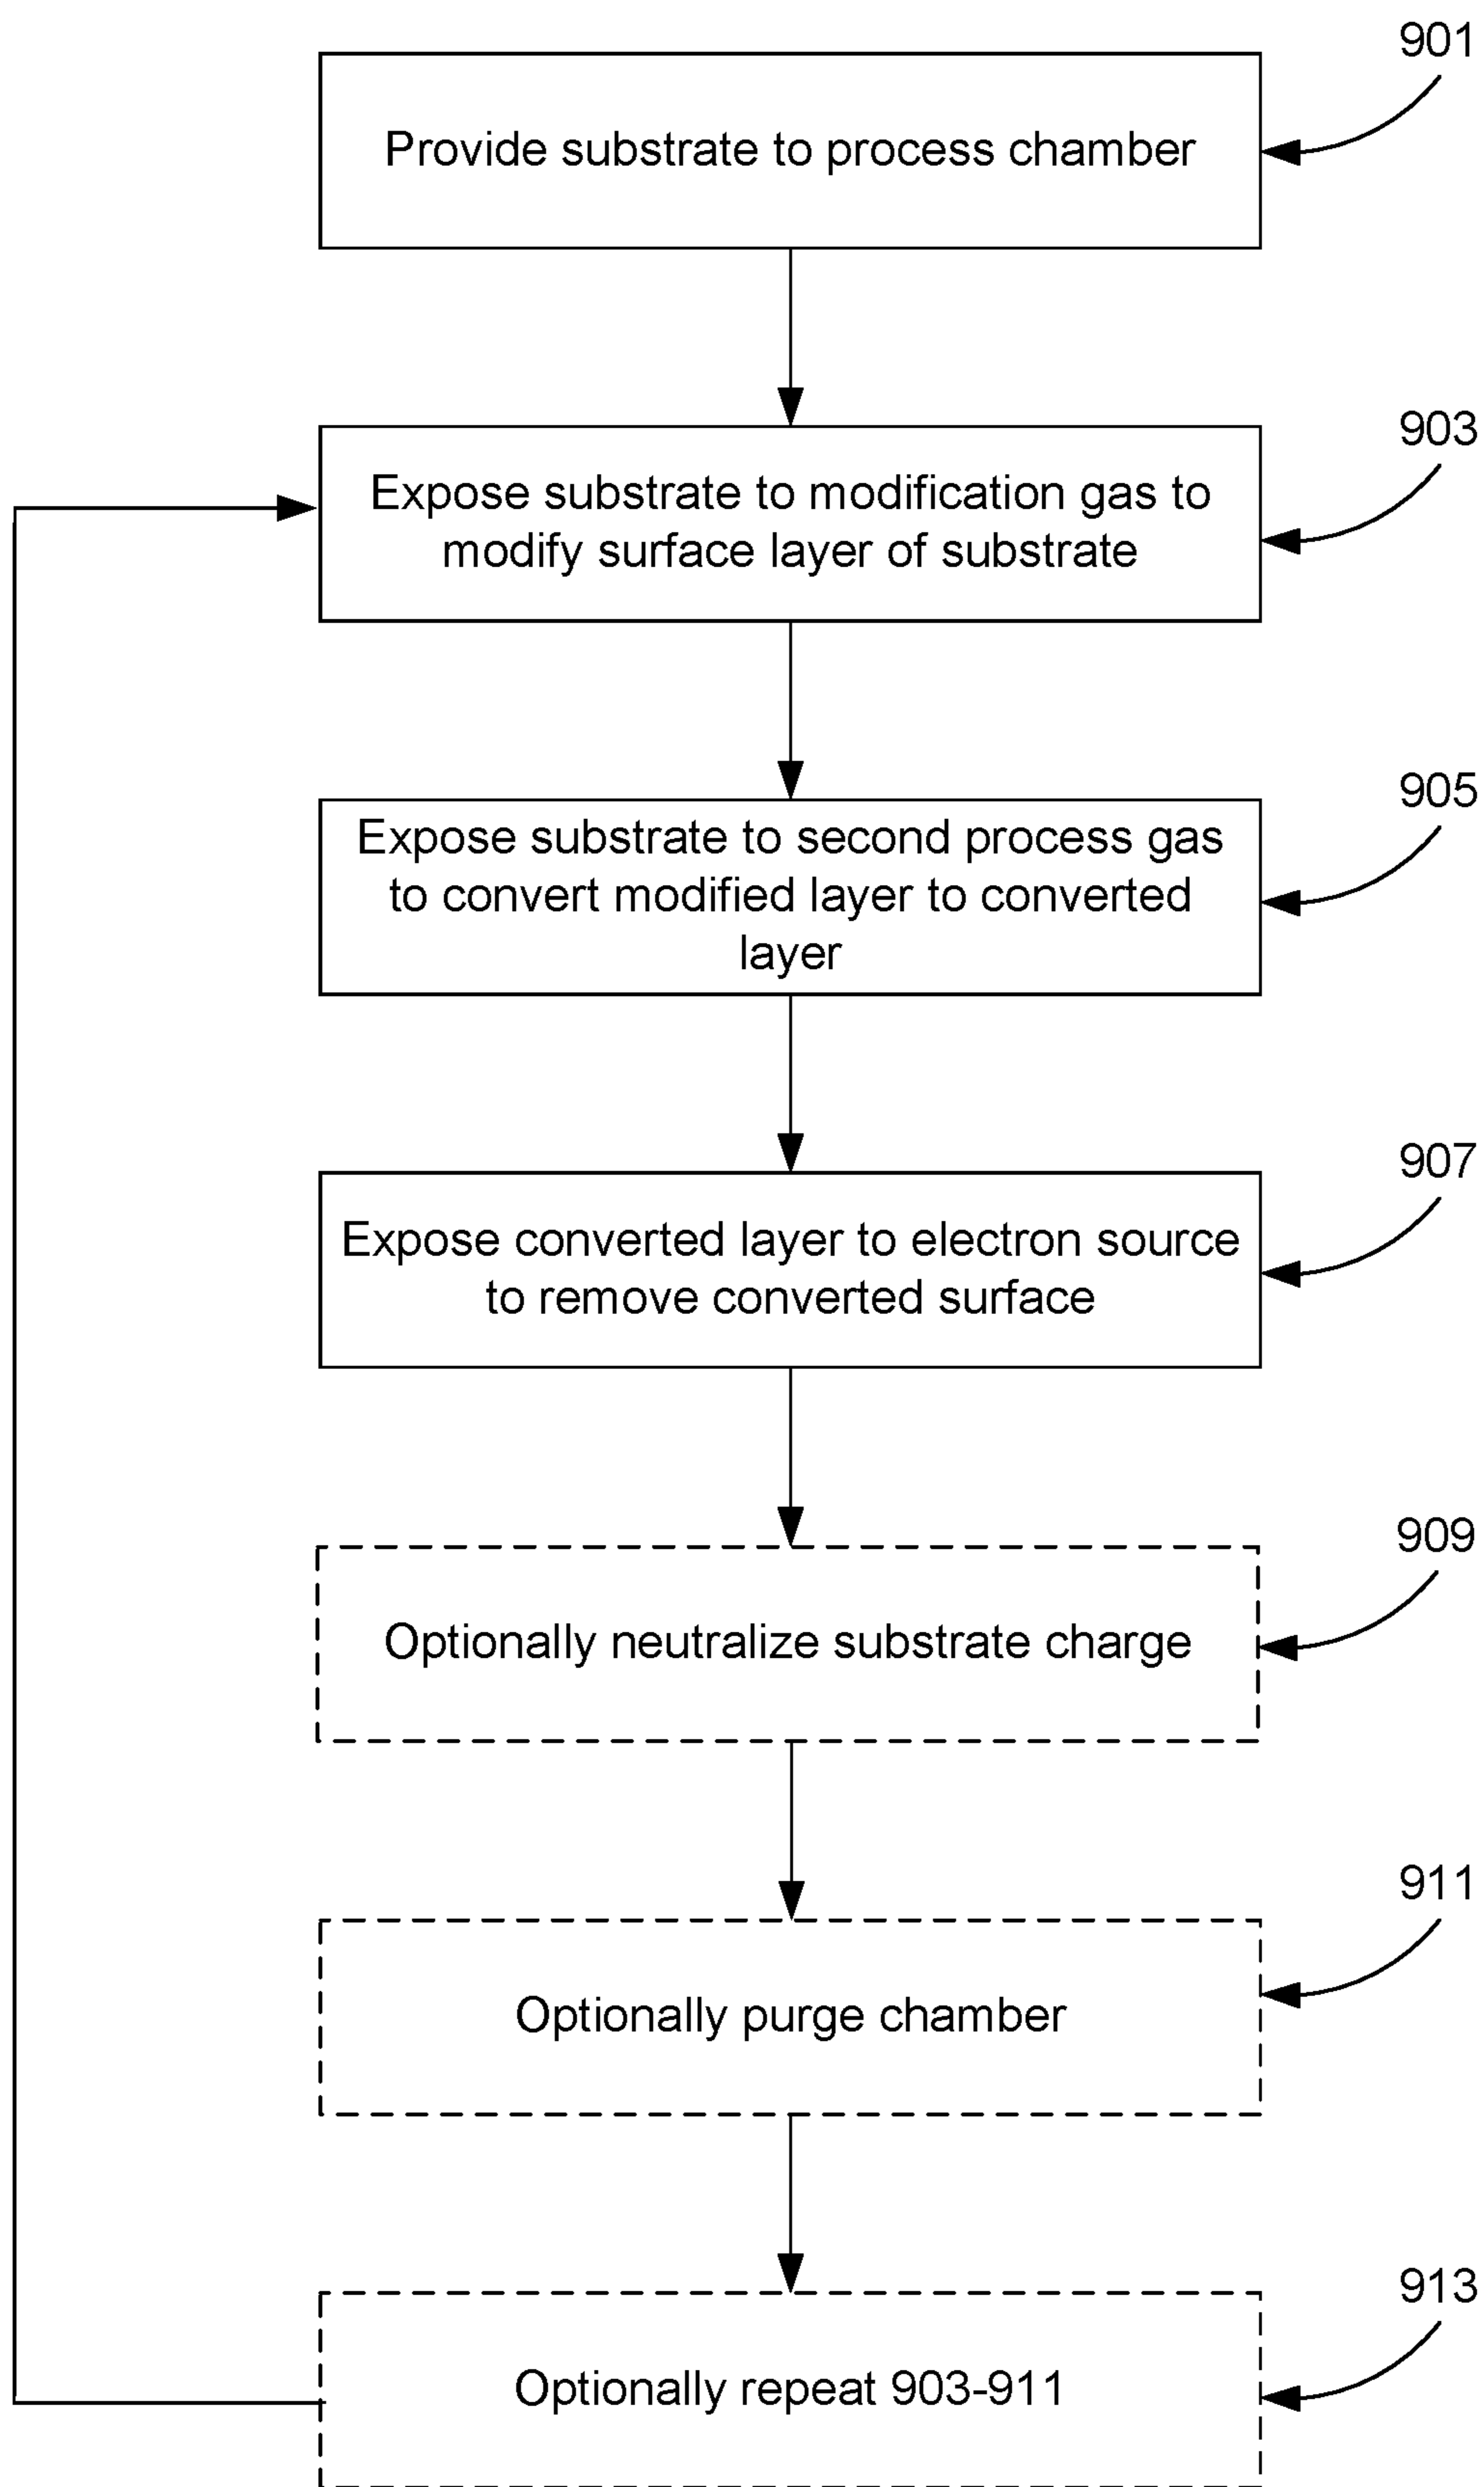 901
Provide substrate to process chamber
903
Expose substrate to modification gas to
modify surface layer of substrate
905
Expose substrate to second process gas
to convert modified layer to converted
layer
907
Expose converted layer to electron source
to remove converted surface
909
Optionally neutralize substrate charge
911
Optionally purge chamber
913
Optionally repeat 903-911